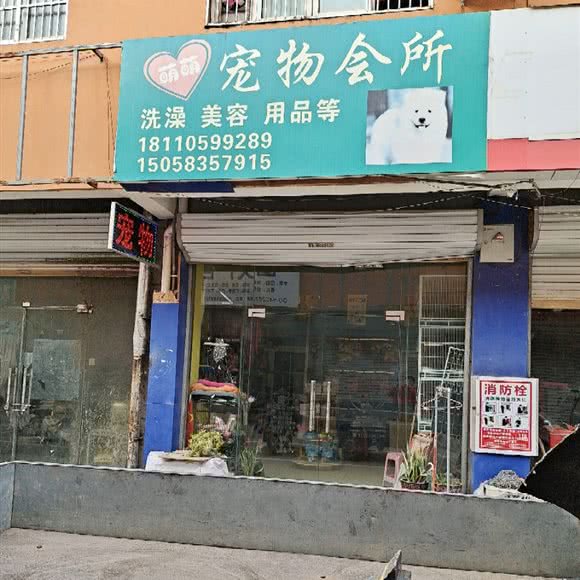 萌萌 宠物会所
洗澡 美容 用品等
18110599289
15058357915
宠物
消防栓